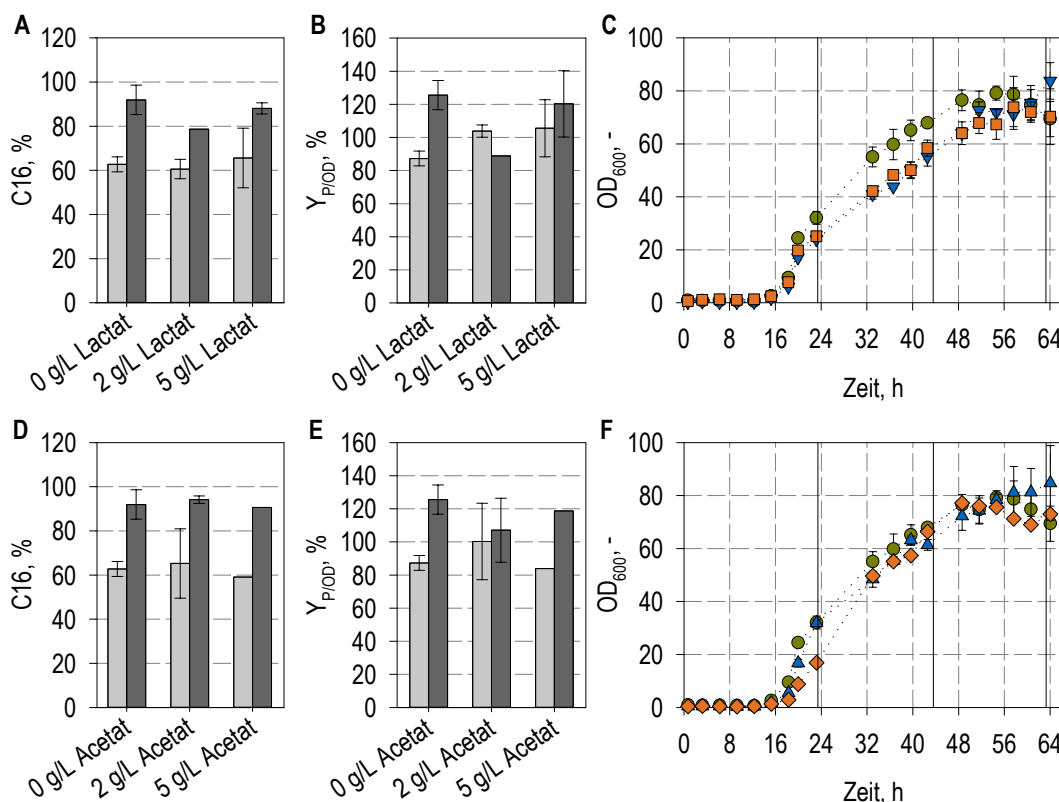 A
C16, %
120
100
80
60
40
20
0
0 g/L Lactat
2 g/L Lactat
5 g/L Lactat
B
Y_P/OD, %
160
140
120
100
80
60
40
20
0
0 g/L Lactat
2 g/L Lactat
5 g/L Lactat
C
OD_600, -
100
80
60
40
20
0
0 8 16 24 32 40 48 56 64
Zeit, h
D
C16, %
120
100
80
60
40
20
0
0 g/L Acetat
2 g/L Acetat
5 g/L Acetat
E
Y_P/OD, %
160
140
120
100
80
60
40
20
0
0 g/L Acetat
2 g/L Acetat
5 g/L Acetat
F
OD_600, -
100
80
60
40
20
0
0 8 16 24 32 40 48 56 64
Zeit, h